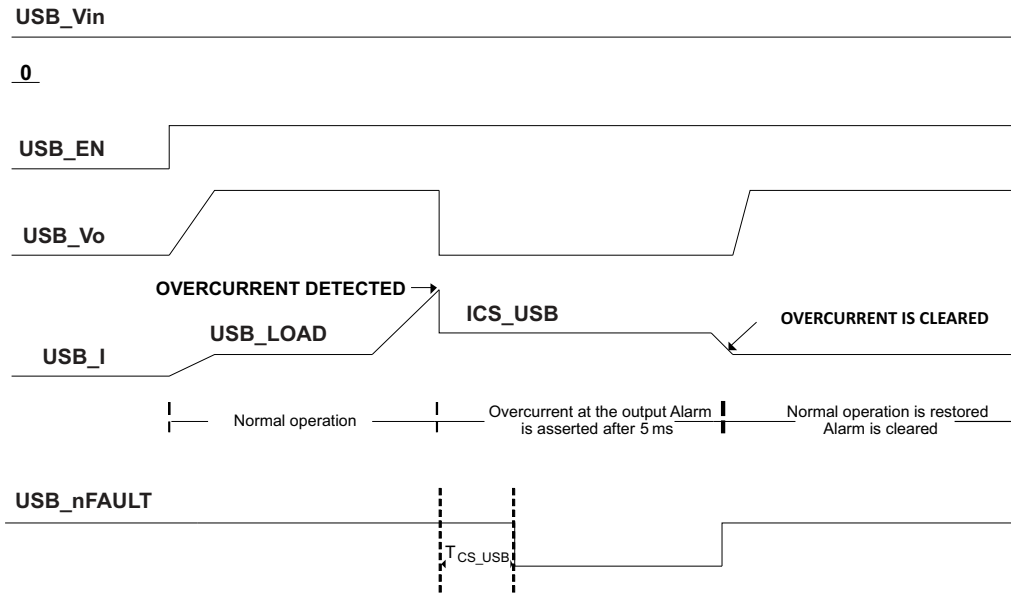 USB_Vin
0
USB_EN
USB_Vo
OVERCURRENT DETECTED
ICS_USB
OVERCURRENT IS CLEARED
USB_LOAD
USB_I
Normal operation
Overcurrent at the output Alarm
is asserted after 5 ms
Normal operation is restored
Alarm is cleared
USB_nFAULT
TCS_USB